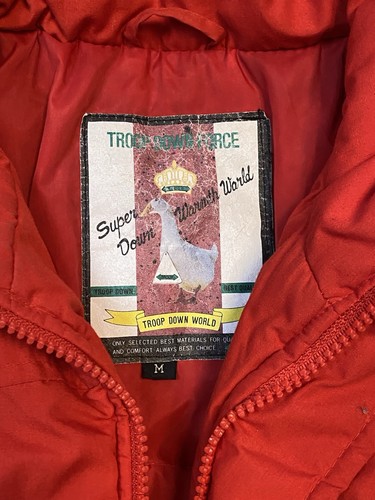 TROOP DOWN FORCE
Super Warmth World
Down
TROOP DOWN
TROOP DOWN WORLD
ONLY SELECTED BEST MATERIALS FOR
AND COMFORT ALWAYS BEST CHOICE
M